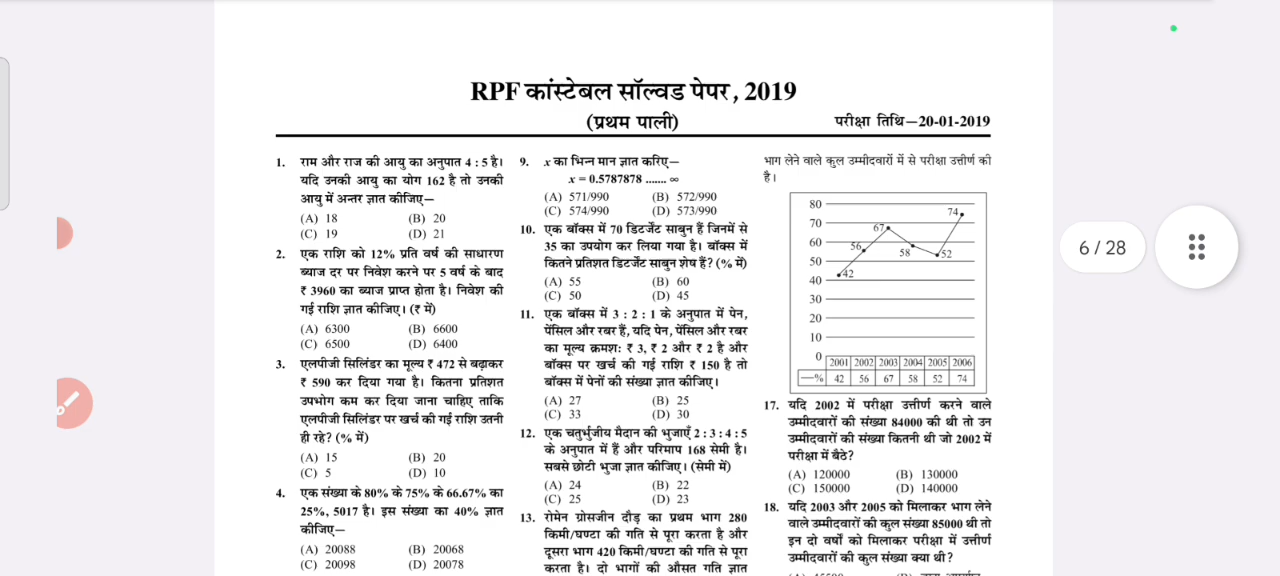 RPF कांस्टेबल सॉल्वड पेपर, 2019
(प्रथम पाली)
परीक्षा तिथि—20-01-2019
1. राम और राज की आयु का अनुपात 4 : 5 है।
यदि उनकी आयु का योग 162 है तो उनकी
आयु में अन्तर ज्ञात कीजिए—
(A) 18 (B) 20
(C) 19 (D) 21
2. एक राशि को 12% प्रति वर्ष की साधारण
ब्याज दर पर निवेश करने पर 5 वर्ष के बाद
₹ 3960 का ब्याज प्राप्त होता है। निवेश की
गई राशि ज्ञात कीजिए। (₹ में)
(A) 6300 (B) 6600
(C) 6500 (D) 6400
3. एलपीजी सिलिंडर का मूल्य ₹ 472 से बढ़ाकर
₹ 590 कर दिया गया है। कितना प्रतिशत
उपभोग कम कर दिया जाना चाहिए ताकि
एलपीजी सिलिंडर पर खर्च की गई राशि उतनी
ही रहे? (% में)
(A) 15 (B) 20
(C) 5 (D) 10
4. एक संख्या के 80% के 75% के 66.67% का
25%, 5017 है। इस संख्या का 40% ज्ञात
कीजिए—
(A) 20088 (B) 20068
(C) 20098 (D) 20078
9. x का भिन्न मान ज्ञात करिए—
x = 0.5787878 ....... ∞
(A) 571/990 (B) 572/990
(C) 574/990 (D) 573/990
10. एक बॉक्स में 70 डिटर्जेंट साबुन हैं जिनमें से
35 का उपयोग कर लिया गया है। बॉक्स में
कितने प्रतिशत डिटर्जेंट साबुन शेष हैं? (% में)
(A) 55 (B) 60
(C) 50 (D) 45
11. एक बॉक्स में 3 : 2 : 1 के अनुपात में पेन,
पेंसिल और रबर हैं, यदि पेन, पेंसिल और रबर
का मूल्य क्रमशः ₹ 3, ₹ 2 और ₹ 2 है और
बॉक्स पर खर्च की गई राशि ₹ 150 है तो
बॉक्स में पेनों की संख्या ज्ञात कीजिए।
(A) 27 (B) 25
(C) 33 (D) 30
12. एक चतुर्भुजीय मैदान की भुजाएँ 2 : 3 : 4 : 5
के अनुपात में हैं और परिमाप 168 सेमी है।
सबसे छोटी भुजा ज्ञात कीजिए। (सेमी में)
(A) 24 (B) 22
(C) 25 (D) 23
13. रोमेन ग्रोसजीन दौड़ का प्रथम भाग 280
किमी/घण्टा की गति से पूरा करता है और
दूसरा भाग 420 किमी/घण्टा की गति से पूरा
करता है। दो भागों की औसत गति ज्ञात
भाग लेने वाले कुल उम्मीदवारों में से परीक्षा उत्तीर्ण की
है।
80
70
60
50
40
30
20
10
0
42
56
67
58
52
74
2001 2002 2003 2004 2005 2006
—% 42 56 67 58 52 74
17. यदि 2002 में परीक्षा उत्तीर्ण करने वाले
उम्मीदवारों की संख्या 84000 की थी तो उन
उम्मीदवारों की संख्या कितनी थी जो 2002 में
परीक्षा में बैठे?
(A) 120000 (B) 130000
(C) 150000 (D) 140000
18. यदि 2003 और 2005 को मिलाकर भाग लेने
वाले उम्मीदवारों की कुल संख्या 85000 थी तो
इन दो वर्षों को मिलाकर परीक्षा में उत्तीर्ण
उम्मीदवारों की कुल संख्या क्या थी?
6 / 28